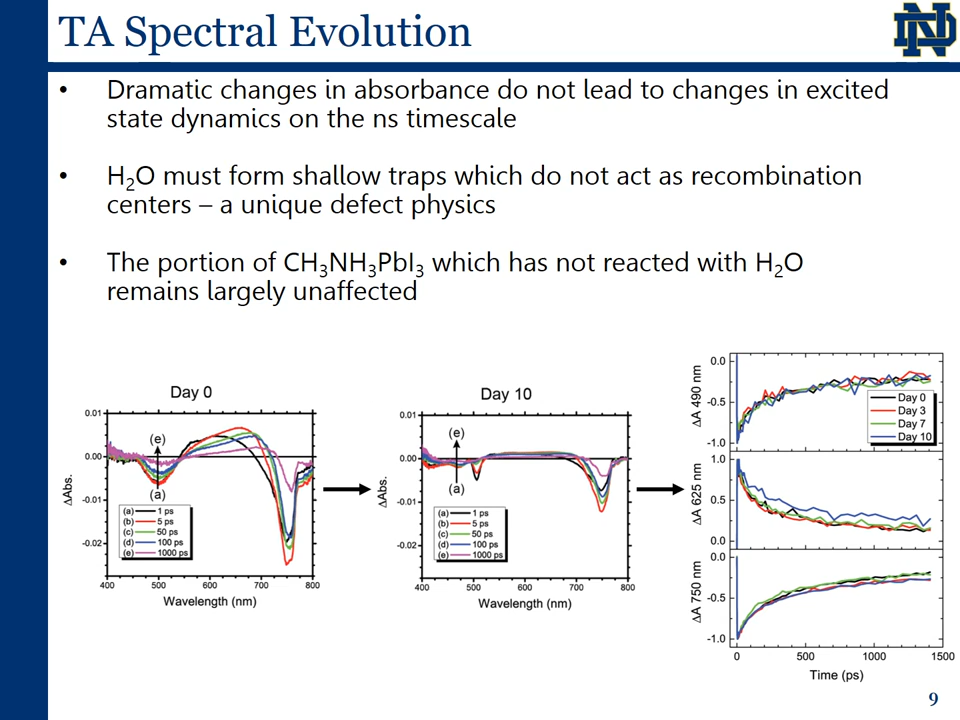 TA Spectral Evolution
ND
• Dramatic changes in absorbance do not lead to changes in excited
state dynamics on the ns timescale
• H₂O must form shallow traps which do not act as recombination
centers – a unique defect physics
• The portion of CH₃NH₃PbI₃ which has not reacted with H₂O
remains largely unaffected
Day 0
0.01
0.00
-0.01
-0.02
ΔAbs.
(e)
(a)
(a) 1 ps
(b) 5 ps
(c) 50 ps
(d) 100 ps
(e) 1000 ps
400 500 600 700 800
Wavelength (nm)
Day 10
0.01
0.00
-0.01
-0.02
ΔAbs.
(e)
(a)
(a) 1 ps
(b) 5 ps
(c) 50 ps
(d) 100 ps
(e) 1000 ps
400 500 600 700 800
Wavelength (nm)
ΔA 490 nm
0.0
-0.5
-1.0
Day 0
Day 3
Day 7
Day 10
ΔA 625 nm
1.0
0.5
0.0
ΔA 750 nm
0.0
-0.5
-1.0
0 500 1000 1500
Time (ps)
9